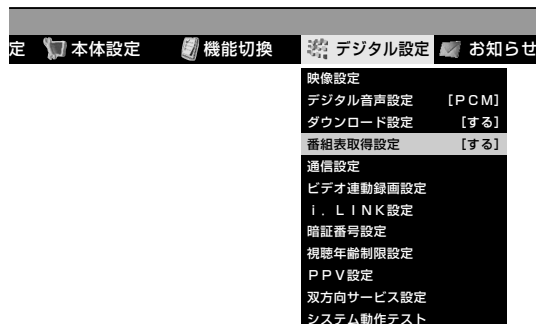 定 本体設定 機能切換 デジタル設定 お知らせ
映像設定
デジタル音声設定 [PCM]
ダウンロード設定 [する]
番組表取得設定 [する]
通信設定
ビデオ連動録画設定
i．LINK設定
暗証番号設定
視聴年齢制限設定
PPV設定
双方向サービス設定
システム動作テスト